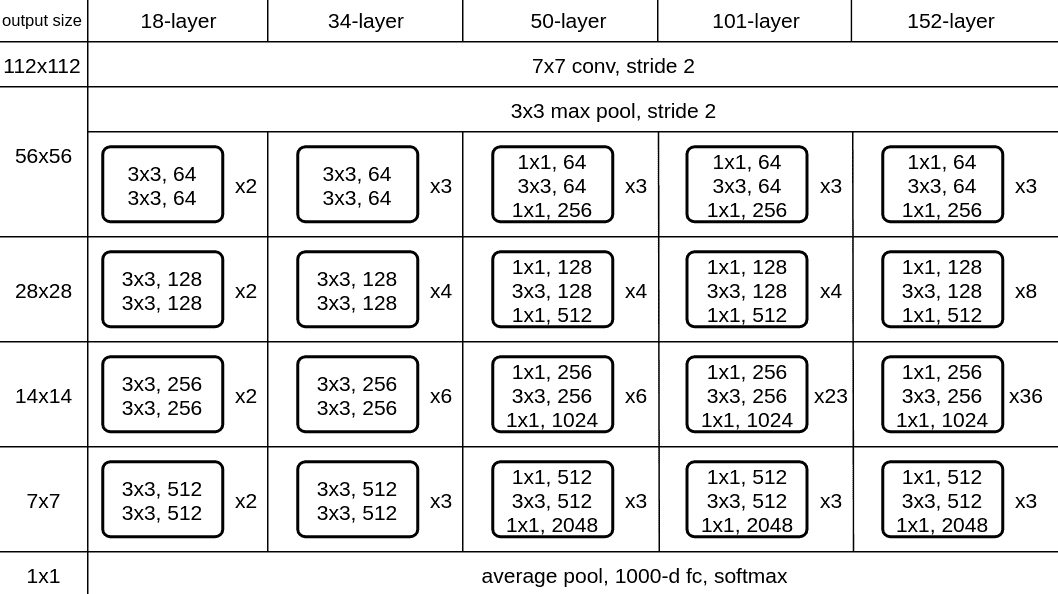 output size 18-layer 34-layer 50-layer 101-layer 152-layer
112x112 7x7 conv, stride 2
56x56
3x3 max pool, stride 2
3x3, 64
3x3, 64
x2
3x3, 64
3x3, 64
x3
1x1, 64
3x3, 64
1x1, 256
x3
1x1, 64
3x3, 64
1x1, 256
x3
1x1, 64
3x3, 64
1x1, 256
x3
28x28
3x3, 128
3x3, 128
x2
3x3, 128
3x3, 128
x4
1x1, 128
3x3, 128
1x1, 512
x4
1x1, 128
3x3, 128
1x1, 512
x4
1x1, 128
3x3, 128
1x1, 512
x8
14x14
3x3, 256
3x3, 256
x2
3x3, 256
3x3, 256
x6
1x1, 256
3x3, 256
1x1, 1024
x6
1x1, 256
3x3, 256
1x1, 1024
x23
1x1, 256
3x3, 256
1x1, 1024
x36
7x7
3x3, 512
3x3, 512
x2
3x3, 512
3x3, 512
x3
1x1, 512
3x3, 512
1x1, 2048
x3
1x1, 512
3x3, 512
1x1, 2048
x3
1x1, 512
3x3, 512
1x1, 2048
x3
1x1 average pool, 1000-d fc, softmax